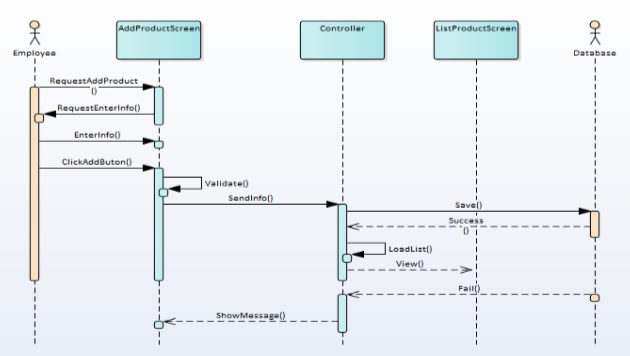 AddProductScreen
Controller
ListProductScreen
Employee
Database
RequestAddProduct
()
RequestEnterInfo()
EnterInfo()
ClickAddButon()
Validate()
SendInfo()
Save()
Success
()
LoadList()
View()
Fail()
ShowMessage()